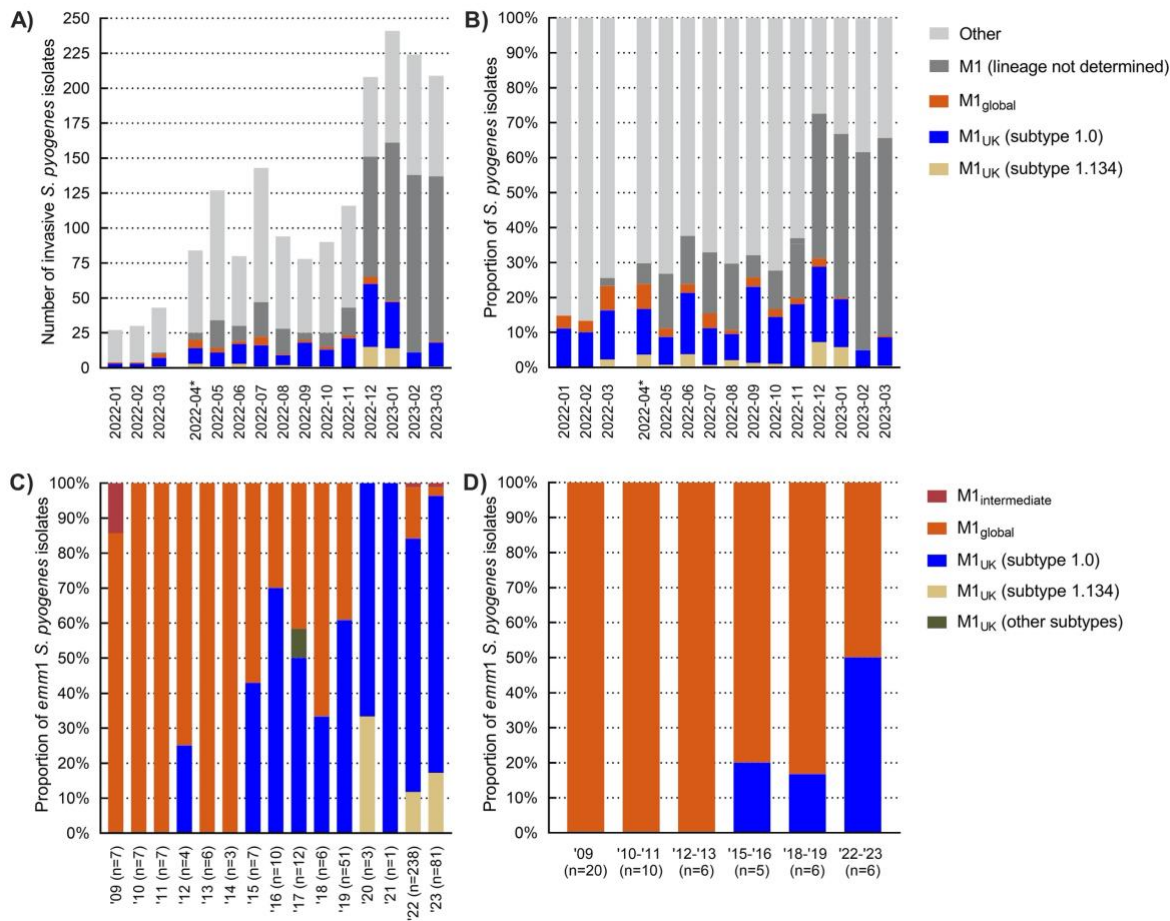 A)
Number of invasive S. pyogenes isolates
250
225
200
175
150
125
100
75
50
25
0
2022-01
2022-02
2022-03
2022-04*
2022-05
2022-06
2022-07
2022-08
2022-09
2022-10
2022-11
2022-12
2023-01
2023-02
2023-03
B)
Proportion of S. pyogenes isolates
100%
90%
80%
70%
60%
50%
40%
30%
20%
10%
0%
2022-01
2022-02
2022-03
2022-04*
2022-05
2022-06
2022-07
2022-08
2022-09
2022-10
2022-11
2022-12
2023-01
2023-02
2023-03
Other
M1 (lineage not determined)
M1global
M1UK (subtype 1.0)
M1UK (subtype 1.134)
C)
Proportion of emm1 S. pyogenes isolates
100%
90%
80%
70%
60%
50%
40%
30%
20%
10%
0%
'09 (n=7)
'10 (n=7)
'11 (n=7)
'12 (n=4)
'13 (n=6)
'14 (n=3)
'15 (n=7)
'16 (n=10)
'17 (n=12)
'18 (n=6)
'19 (n=51)
'20 (n=3)
'21 (n=1)
'22 (n=238)
'23 (n=81)
D)
Proportion of emm1 S. pyogenes isolates
100%
90%
80%
70%
60%
50%
40%
30%
20%
10%
0%
'09
(n=20)
'10-'11
(n=10)
'12-'13
(n=6)
'15-'16
(n=5)
'18-'19
(n=6)
'22-'23
(n=6)
M1intermediate
M1global
M1UK (subtype 1.0)
M1UK (subtype 1.134)
M1UK (other subtypes)